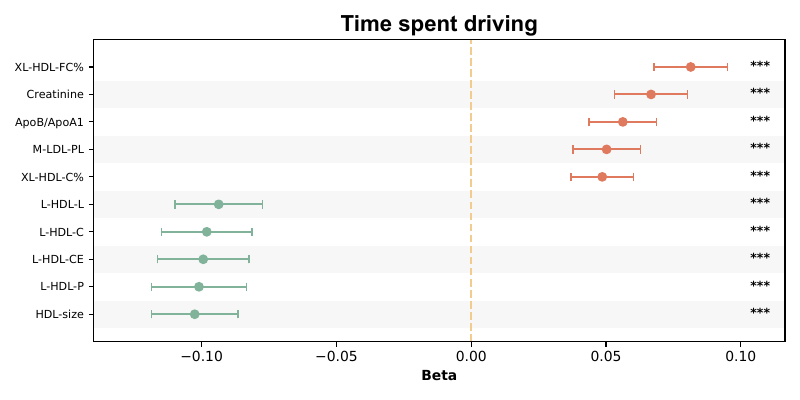 Time spent driving
XL-HDL-FC% ***
Creatinine ***
ApoB/ApoA1 ***
M-LDL-PL ***
XL-HDL-C% ***
L-HDL-L ***
L-HDL-C ***
L-HDL-CE ***
L-HDL-P ***
HDL-size ***
−0.10 −0.05 0.00 0.05 0.10
Beta